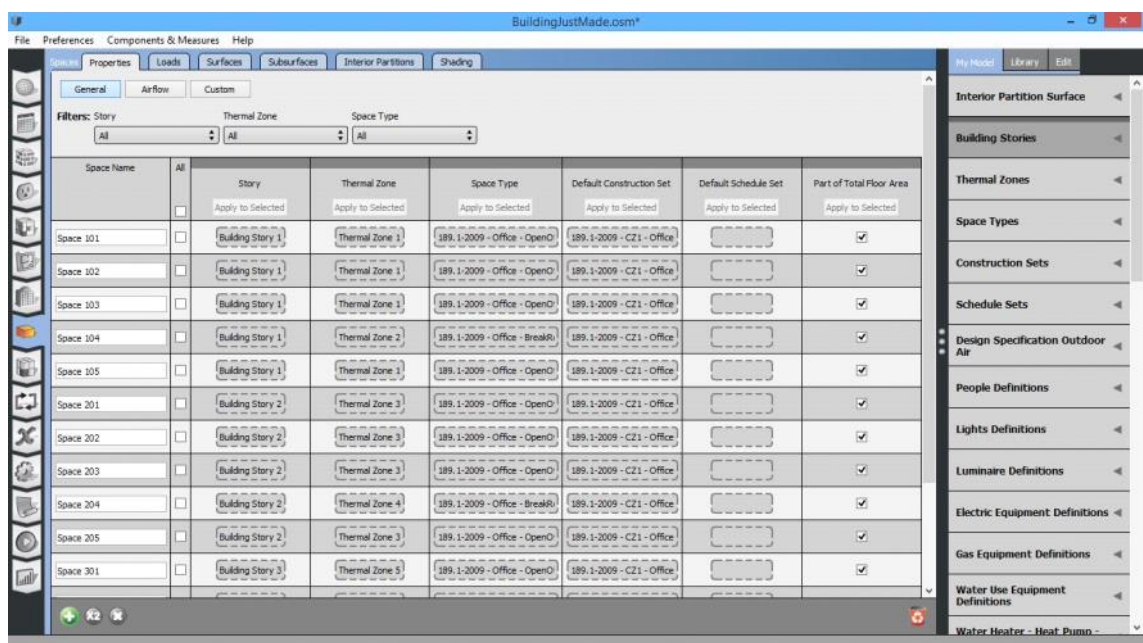 BuildingJustMade.osm*
File Preferences Components & Measures Help
Spaces Properties Loads Surfaces Subsurfaces Interior Partitions Shading
My Model Library Edit
General Airflow Custom
Filters: Story Thermal Zone Space Type
All All All
Space Name All Story Thermal Zone Space Type Default Construction Set Default Schedule Set Part of Total Floor Area
Apply to Selected Apply to Selected Apply to Selected Apply to Selected Apply to Selected Apply to Selected
Space 101 Building Story 1 Thermal Zone 1 189.1-2009 - Office - OpenO 189.1-2009 - CZ1 - Office
Space 102 Building Story 1 Thermal Zone 1 189.1-2009 - Office - OpenO 189.1-2009 - CZ1 - Office
Space 103 Building Story 1 Thermal Zone 1 189.1-2009 - Office - OpenO 189.1-2009 - CZ1 - Office
Space 104 Building Story 1 Thermal Zone 2 189.1-2009 - Office - BreakR 189.1-2009 - CZ1 - Office
Space 105 Building Story 1 Thermal Zone 1 189.1-2009 - Office - OpenO 189.1-2009 - CZ1 - Office
Space 201 Building Story 2 Thermal Zone 3 189.1-2009 - Office - OpenO 189.1-2009 - CZ1 - Office
Space 202 Building Story 2 Thermal Zone 3 189.1-2009 - Office - OpenO 189.1-2009 - CZ1 - Office
Space 203 Building Story 2 Thermal Zone 3 189.1-2009 - Office - OpenO 189.1-2009 - CZ1 - Office
Space 204 Building Story 2 Thermal Zone 4 189.1-2009 - Office - BreakR 189.1-2009 - CZ1 - Office
Space 205 Building Story 2 Thermal Zone 3 189.1-2009 - Office - OpenO 189.1-2009 - CZ1 - Office
Space 301 Building Story 3 Thermal Zone 5 189.1-2009 - Office - OpenO 189.1-2009 - CZ1 - Office
x2
Interior Partition Surface
Building Stories
Thermal Zones
Space Types
Construction Sets
Schedule Sets
Design Specification Outdoor
Air
People Definitions
Lights Definitions
Luminaire Definitions
Electric Equipment Definitions
Gas Equipment Definitions
Water Use Equipment
Definitions
Water Heater - Heat Pump -